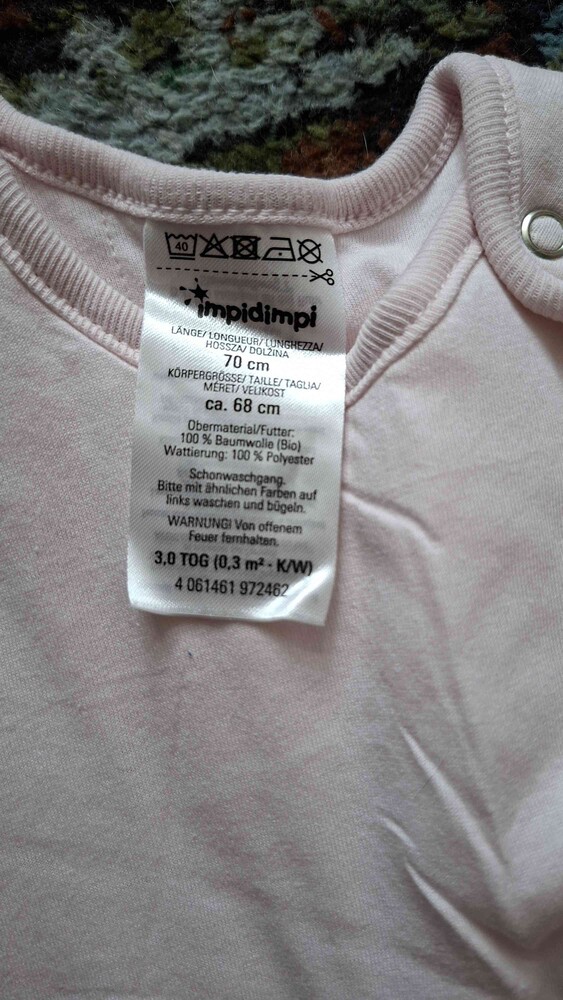 40
impidimpi
LÄNGE/ LONGUEUR/ LUNGHEZZA/
HOSSZA/ DOLŽINA
70 cm
KÖRPERGRÖSSE/ TAILLE/ TAGLIA/
MÉRET/ VELIKOST
ca. 68 cm
Obermaterial/Futter:
100 % Baumwolle (Bio)
Wattierung: 100 % Polyester
Schonwaschgang.
Bitte mit ähnlichen Farben auf
links waschen und bügeln.
WARNUNG! Von offenem
Feuer fernhalten.
3,0 TOG (0,3 m² · K/W)
4 061461 972462